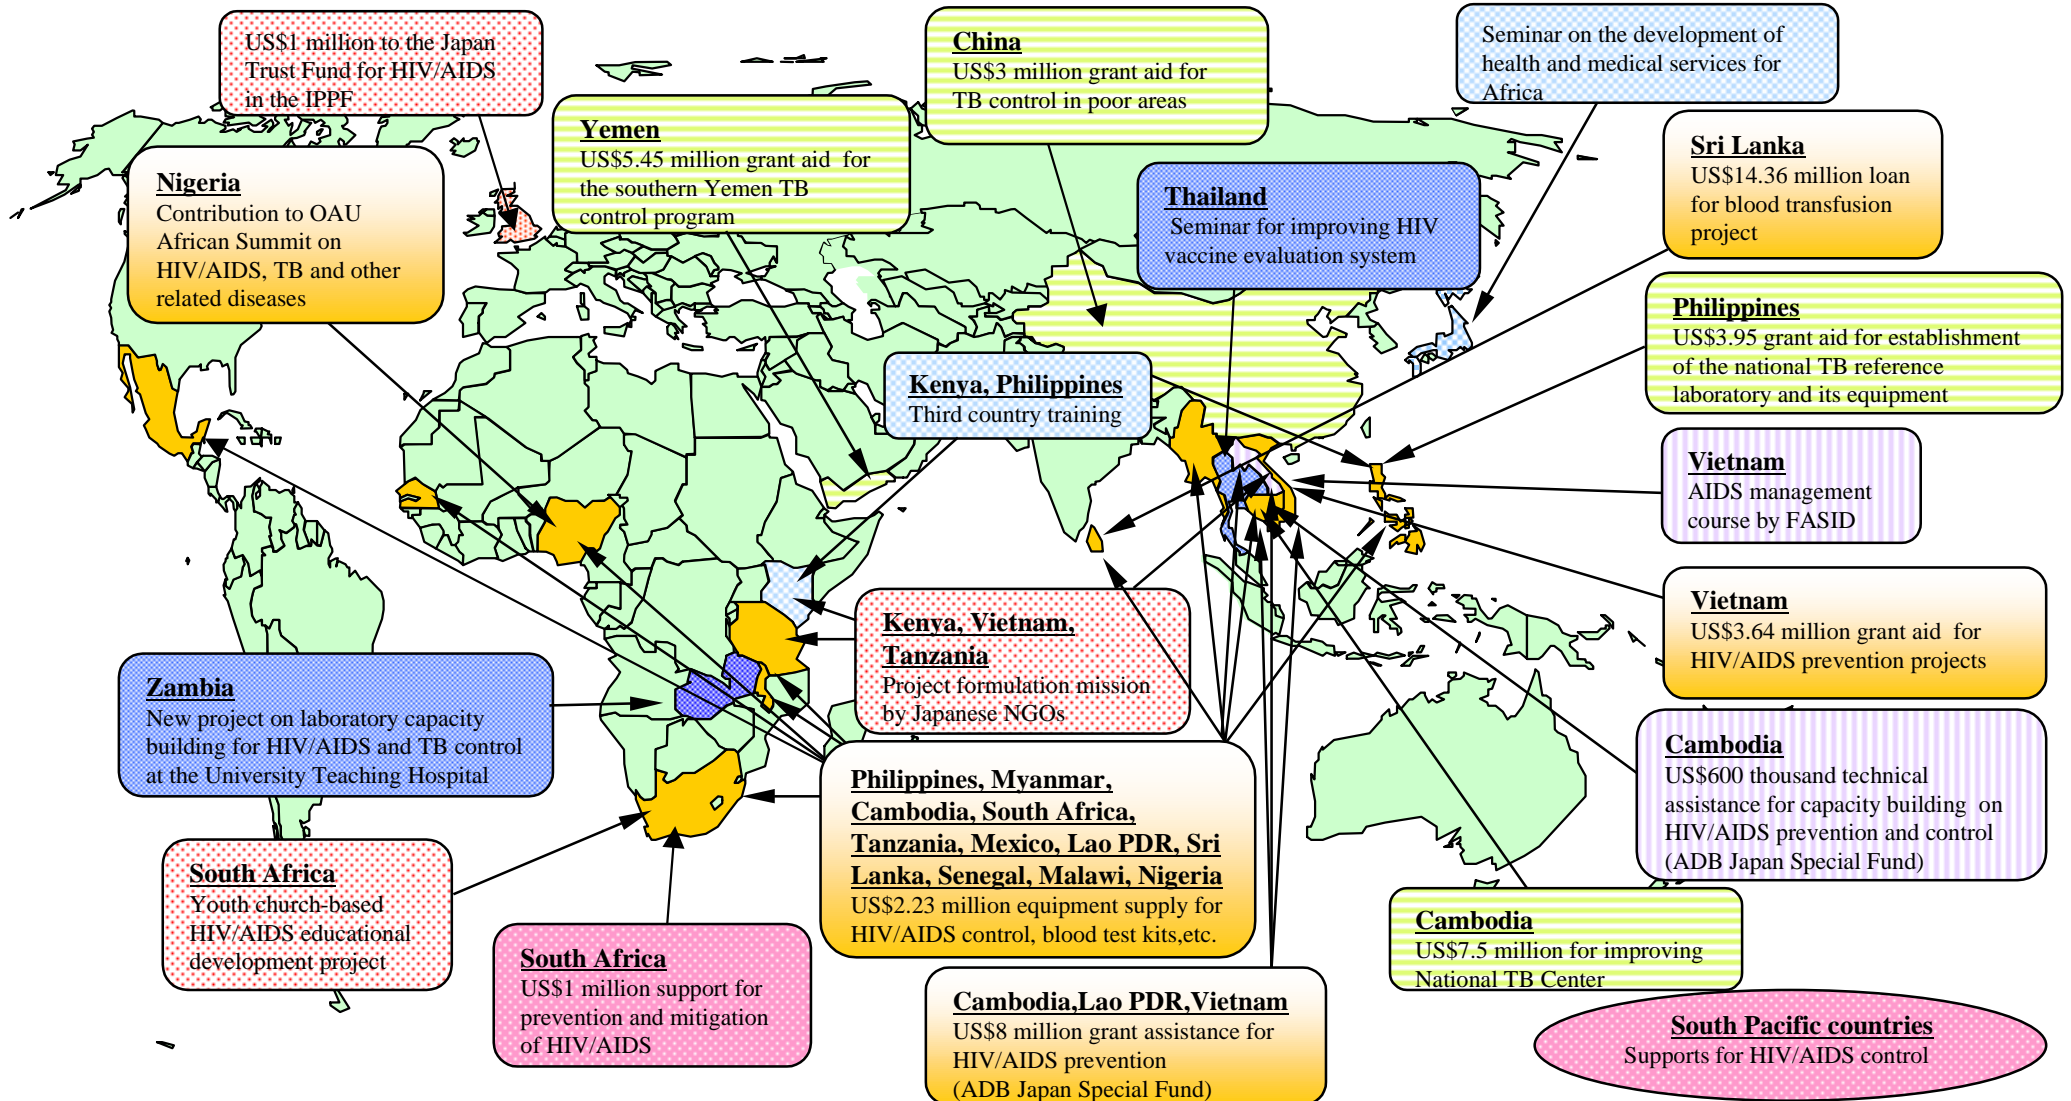 US$1 million to the Japan
Trust Fund for HIV/AIDS
in the IPPF
China
US$3 million grant aid for
TB control in poor areas
Seminar on the development of
health and medical services for
Africa
Yemen
US$5.45 million grant aid for
the southern Yemen TB
control program
Nigeria
Contribution to OAU
African Summit on
HIV/AIDS, TB and other
related diseases
Thailand
Seminar for improving HIV
vaccine evaluation system
Sri Lanka
US$14.36 million loan
for blood transfusion
project
Philippines
US$3.95 grant aid for establishment
of the national TB reference
laboratory and its equipment
Kenya, Philippines
Third country training
Vietnam
AIDS management
course by FASID
Vietnam
US$3.64 million grant aid for
HIV/AIDS prevention projects
Kenya, Vietnam,
Tanzania
Project formulation mission
by Japanese NGOs
Zambia
New project on laboratory capacity
building for HIV/AIDS and TB control
at the University Teaching Hospital
Cambodia
US$600 thousand technical
assistance for capacity building on
HIV/AIDS prevention and control
(ADB Japan Special Fund)
Philippines, Myanmar,
Cambodia, South Africa,
Tanzania, Mexico, Lao PDR, Sri
Lanka, Senegal, Malawi, Nigeria
US$2.23 million equipment supply for
HIV/AIDS control, blood test kits,etc.
South Africa
Youth church-based
HIV/AIDS educational
development project
South Africa
US$1 million support for
prevention and mitigation
of HIV/AIDS
Cambodia
US$7.5 million for improving
National TB Center
Cambodia,Lao PDR,Vietnam
US$8 million grant assistance for
HIV/AIDS prevention
(ADB Japan Special Fund)
South Pacific countries
Supports for HIV/AIDS control